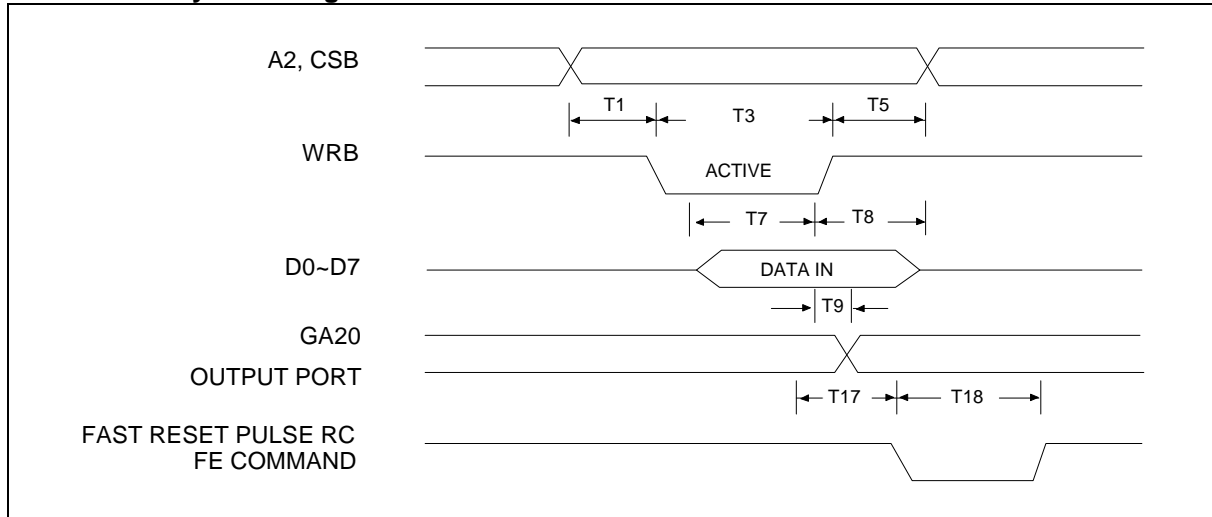 A2, CSB
T1
T3
T5
WRB
ACTIVE
T7
T8
D0~D7
DATA IN
T9
GA20
OUTPUT PORT
T17
T18
FAST RESET PULSE RC
FE COMMAND